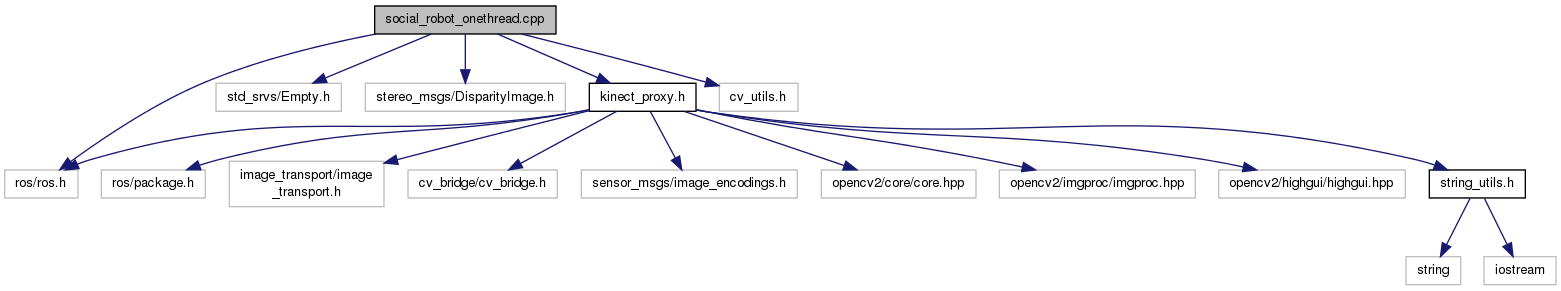 social_robot_onethread.cpp
std_srvs/Empty.h
stereo_msgs/DisparityImage.h
kinect_proxy.h
cv_utils.h
ros/ros.h
ros/package.h
image_transport/image
_transport.h
cv_bridge/cv_bridge.h
sensor_msgs/image_encodings.h
opencv2/core/core.hpp
opencv2/imgproc/imgproc.hpp
opencv2/highgui/highgui.hpp
string_utils.h
string
iostream